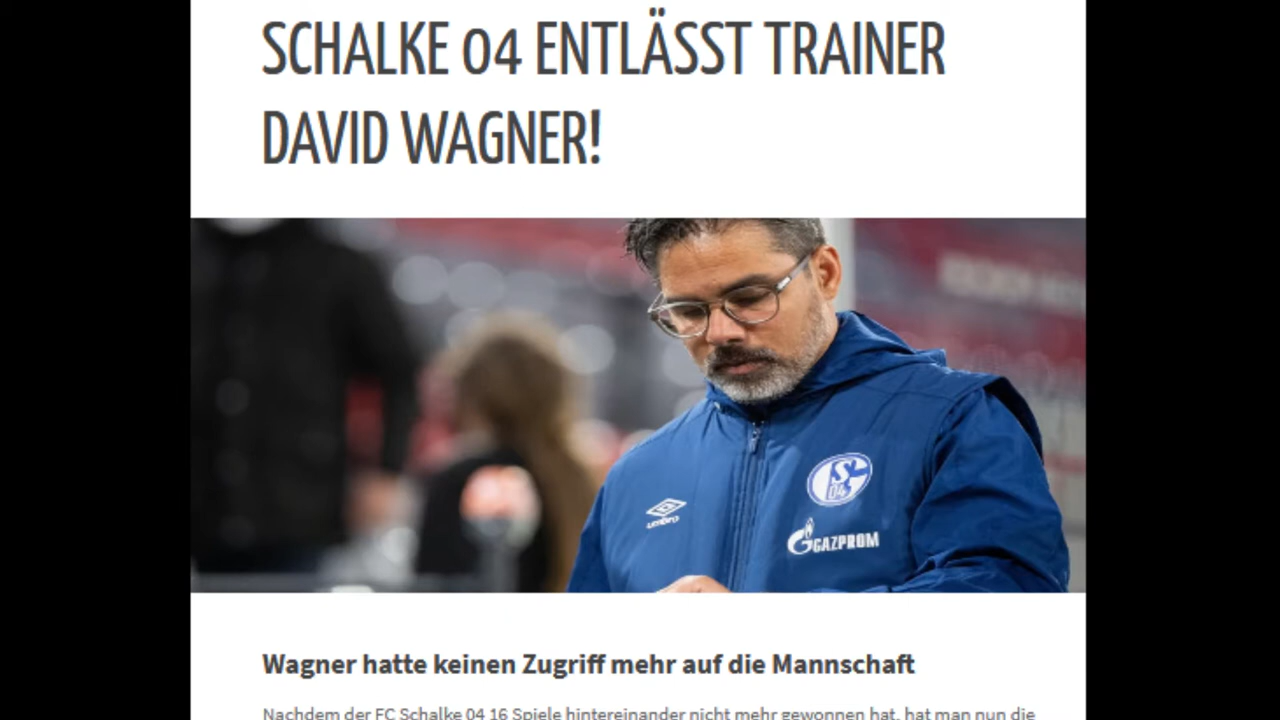 SCHALKE 04 ENTLÄSST TRAINER
DAVID WAGNER!
S
04
umbro
GAZPROM
Wagner hatte keinen Zugriff mehr auf die Mannschaft
Nachdem der FC Schalke 04 16 Spiele hintereinander nicht mehr gewonnen hat, hat man nun die